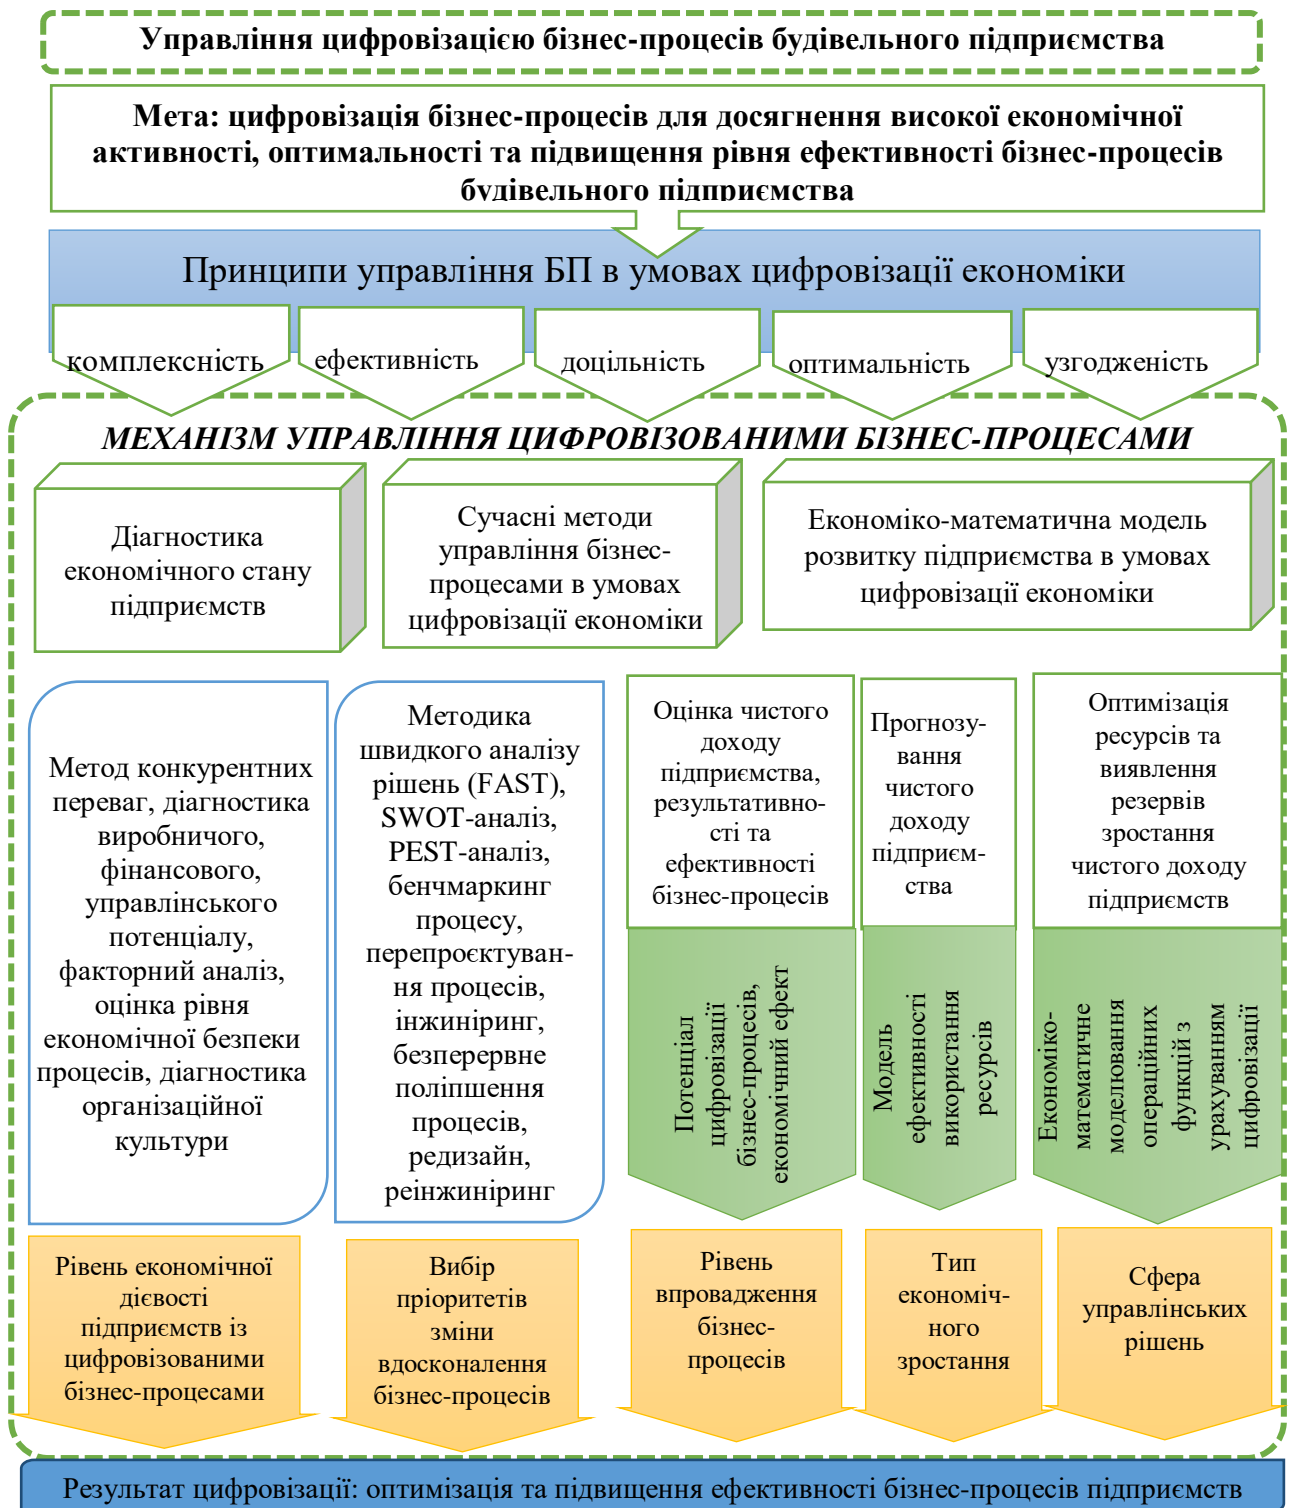 Управління цифровізацією бізнес-процесів будівельного підприємства
Мета: цифровізація бізнес-процесів для досягнення високої економічної
активності, оптимальності та підвищення рівня ефективності бізнес-процесів
будівельного підприємства
Принципи управління БП в умовах цифровізації економіки
комплексність
ефективність
доцільність
оптимальність
узгодженість
МЕХАНІЗМ УПРАВЛІННЯ ЦИФРОВІЗОВАНИМИ БІЗНЕС-ПРОЦЕСАМИ
Діагностика
економічного стану
підприємств
Сучасні методи
управління бізнес-
процесами в умовах
цифровізації економіки
Економіко-математична модель
розвитку підприємства в умовах
цифровізації економіки
Метод конкурентних
переваг, діагностика
виробничого,
фінансового,
управлінського
потенціалу,
факторний аналіз,
оцінка рівня
економічної безпеки
процесів, діагностика
організаційної
культури
Методика
швидкого аналізу
рішень (FAST),
SWOT-аналіз,
PEST-аналіз,
бенчмаркинг
процесу,
перепроєктуван-
ня процесів,
інжиніринг,
безперервне
поліпшення
процесів,
редизайн,
реінжиніринг
Оцінка чистого
доходу
підприємства,
результативно-
сті та
ефективності
бізнес-процесів
Прогнозу-
вання
чистого
доходу
підприєм-
ства
Оптимізація
ресурсів та
виявлення
резервів
зростання
чистого доходу
підприємств
Потенціал
цифровізації
бізнес-процесів,
економічний ефект
Модель
ефективності
використання
ресурсів
Економіко-
математичне
моделювання
операційних
функцій з
урахуванням
цифровізації
Рівень економічної
дієвості
підприємств із
цифровізованими
бізнес-процесами
Вибір
пріоритетів
зміни
вдосконалення
бізнес-процесів
Рівень
впровадження
бізнес-
процесів
Тип
економіч-
ного
зростання
Сфера
управлінських
рішень
Результат цифровізації: оптимізація та підвищення ефективності бізнес-процесів підприємств